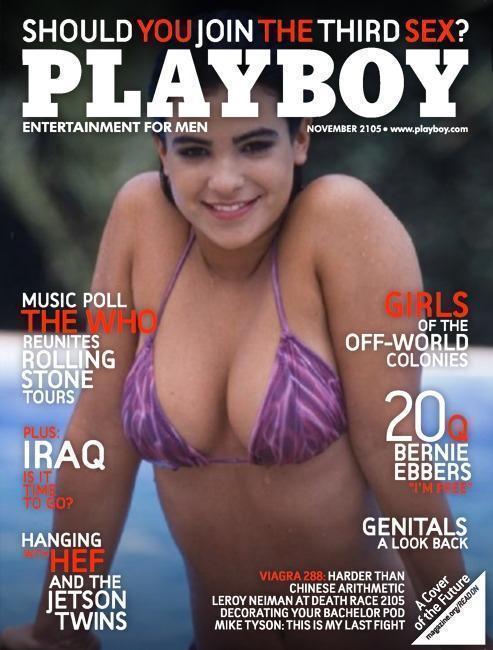 SHOULD YOU JOIN THE THIRD SEX?
PLAYBOY
ENTERTAINMENT FOR MEN
NOVEMBER 2105 • www.playboy.com
MUSIC POLL
THE WHO
REUNITES
ROLLING
STONE
TOURS
PLUS:
IRAQ
IS IT
TIME
TO GO?
HANGING
WITH HEF
AND THE
JETSON
TWINS
GIRLS
OF THE
OFF-WORLD
COLONIES
20Q
BERNIE
EBBERS
"I'M FREE"
GENITALS
A LOOK BACK
VIAGRA 288: HARDER THAN
CHINESE ARITHMETIC
LEROY NEIMAN AT DEATH RACE 2105
DECORATING YOUR BACHELOR POD
MIKE TYSON: THIS IS MY LAST FIGHT
A Cover
of the Future
magazine.org/READON